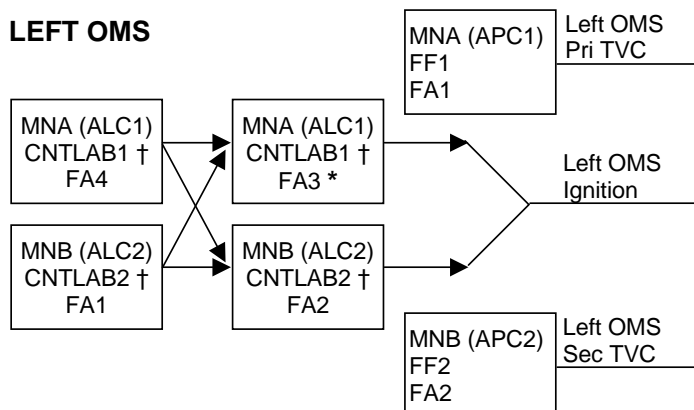 LEFT OMS
MNA (APC1)
FF1
FA1
Left OMS
Pri TVC
MNA (ALC1)
CNTLAB1 †
FA4
MNA (ALC1)
CNTLAB1 †
FA3 *
Left OMS
Ignition
MNB (ALC2)
CNTLAB2 †
FA1
MNB (ALC2)
CNTLAB2 †
FA2
MNB (APC2)
FF2
FA2
Left OMS
Sec TVC